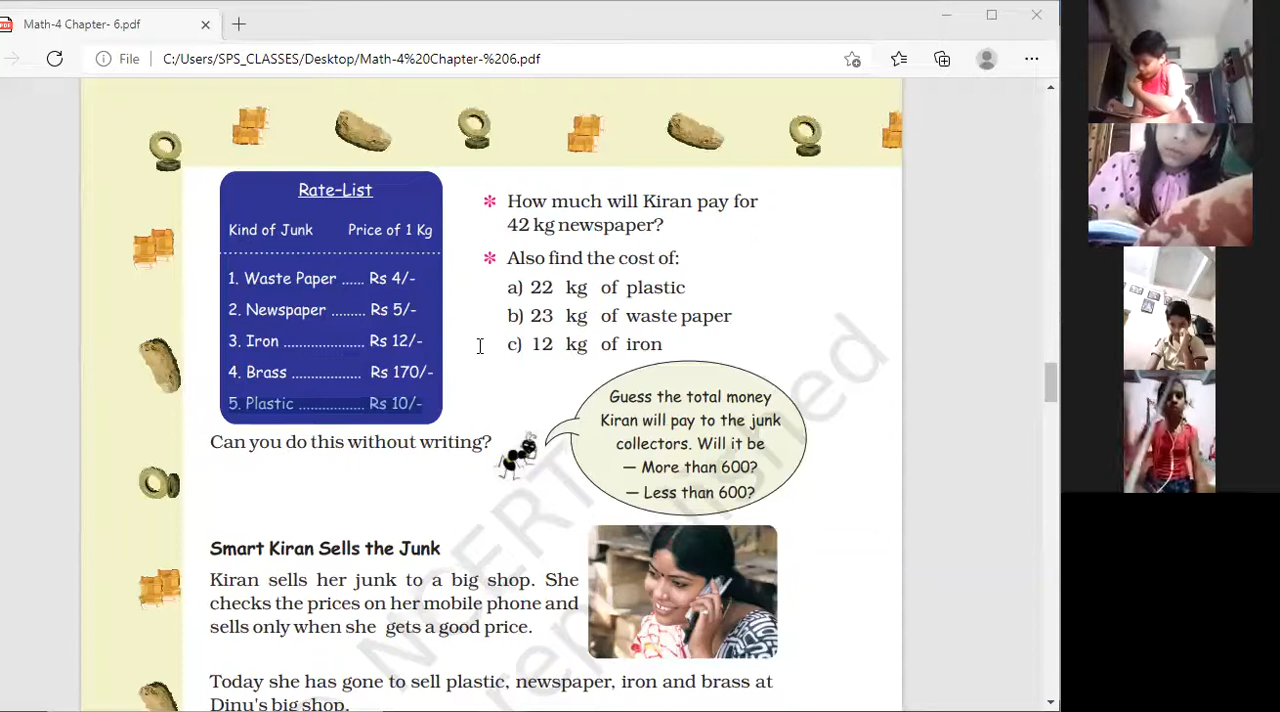 Math-4 Chapter- 6.pdf
File C:/Users/SPS_CLASSES/Desktop/Math-4%20Chapter-%206.pdf
Rate-List
Kind of Junk Price of 1 Kg
1. Waste Paper ...... Rs 4/-
2. Newspaper ......... Rs 5/-
3. Iron ..................... Rs 12/-
4. Brass .................. Rs 170/-
5. Plastic ................. Rs 10/-
Can you do this without writing?
* How much will Kiran pay for
42 kg newspaper?
* Also find the cost of:
a) 22 kg of plastic
b) 23 kg of waste paper
c) 12 kg of iron
Guess the total money
Kiran will pay to the junk
collectors. Will it be
— More than 600?
— Less than 600?
Smart Kiran Sells the Junk
Kiran sells her junk to a big shop. She
checks the prices on her mobile phone and
sells only when she gets a good price.
Today she has gone to sell plastic, newspaper, iron and brass at
Dinu's big shop.
NCERT
republished